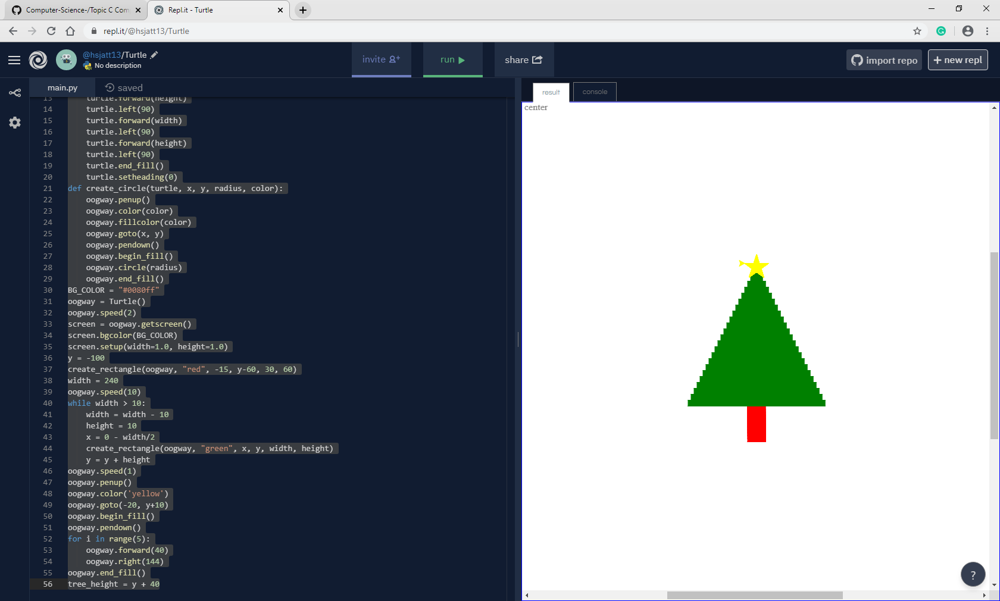 Computer-Science-/Topic C Com
Repl.it - Turtle
repl.it/@hsjatt13/Turtle
@hsjatt13/Turtle
No description
invite
run
share
import repo
+ new repl
main.py
saved
result
console
13 turtle.forward(height)
14 turtle.left(90)
15 turtle.forward(width)
16 turtle.left(90)
17 turtle.forward(height)
18 turtle.left(90)
19 turtle.end_fill()
20 turtle.setheading(0)
21 def create_circle(turtle, x, y, radius, color):
22 oogway.penup()
23 oogway.color(color)
24 oogway.fillcolor(color)
25 oogway.goto(x, y)
26 oogway.pendown()
27 oogway.begin_fill()
28 oogway.circle(radius)
29 oogway.end_fill()
30 BG_COLOR = "#0080ff"
31 oogway = Turtle()
32 oogway.speed(2)
33 screen = oogway.getscreen()
34 screen.bgcolor(BG_COLOR)
35 screen.setup(width=1.0, height=1.0)
36 y = -100
37 create_rectangle(oogway, "red", -15, y-60, 30, 60)
38 width = 240
39 oogway.speed(10)
40 while width > 10:
41 width = width - 10
42 height = 10
43 x = 0 - width/2
44 create_rectangle(oogway, "green", x, y, width, height)
45 y = y + height
46 oogway.speed(1)
47 oogway.penup()
48 oogway.color('yellow')
49 oogway.goto(-20, y+10)
50 oogway.begin_fill()
51 oogway.pendown()
52 for i in range(5):
53 oogway.forward(40)
54 oogway.right(144)
55 oogway.end_fill()
56 tree_height = y + 40
center
?